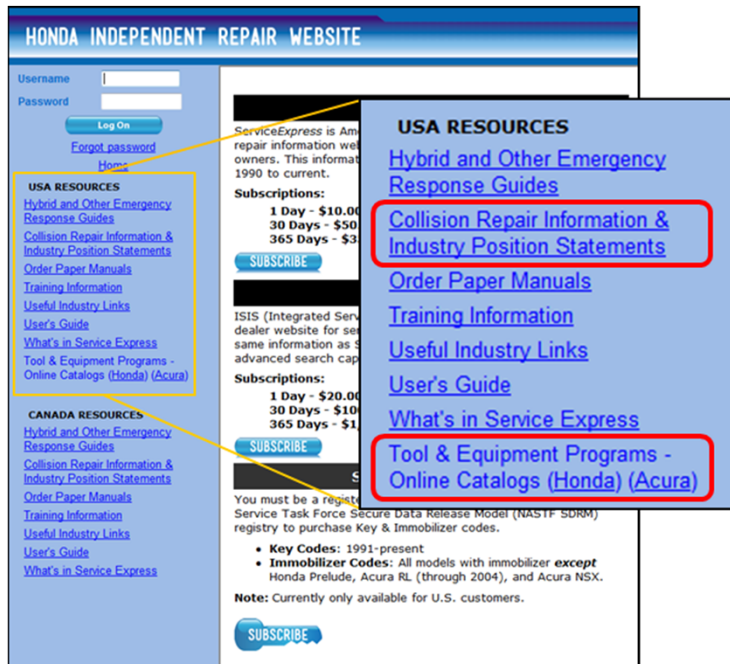 HONDA INDEPENDENT REPAIR WEBSITE
Username
Password
Log On
Forgot password
Home
USA RESOURCES
Hybrid and Other Emergency
Response Guides
Collision Repair Information &
Industry Position Statements
Order Paper Manuals
Training Information
Useful Industry Links
User's Guide
What's in Service Express
Tool & Equipment Programs -
Online Catalogs (Honda) (Acura)
CANADA RESOURCES
Hybrid and Other Emergency
Response Guides
Collision Repair Information &
Industry Position Statements
Order Paper Manuals
Training Information
Useful Industry Links
User's Guide
What's in Service Express
ServiceExpress is
repair information
owners. This
1990 to current.
Subscriptions:
1 Day - $10.00
30 Days - $50
365 Days -
SUBSCRIBE
ISIS (Integrated
dealer website for
same information as
advanced search
Subscriptions:
1 Day - $20.00
30 Days -
365 Days -
SUBSCRIBE
You must be a
Service Task Force Secure Data Release Model (NASTF SDRM)
registry to purchase Key & Immobilizer codes.
• Key Codes: 1991-present
• Immobilizer Codes: All models with immobilizer except
Honda Prelude, Acura RL (through 2004), and Acura NSX.
Note: Currently only available for U.S. customers.
SUBSCRIBE
USA RESOURCES
Hybrid and Other Emergency
Response Guides
Collision Repair Information &
Industry Position Statements
Order Paper Manuals
Training Information
Useful Industry Links
User's Guide
What's in Service Express
Tool & Equipment Programs -
Online Catalogs (Honda) (Acura)